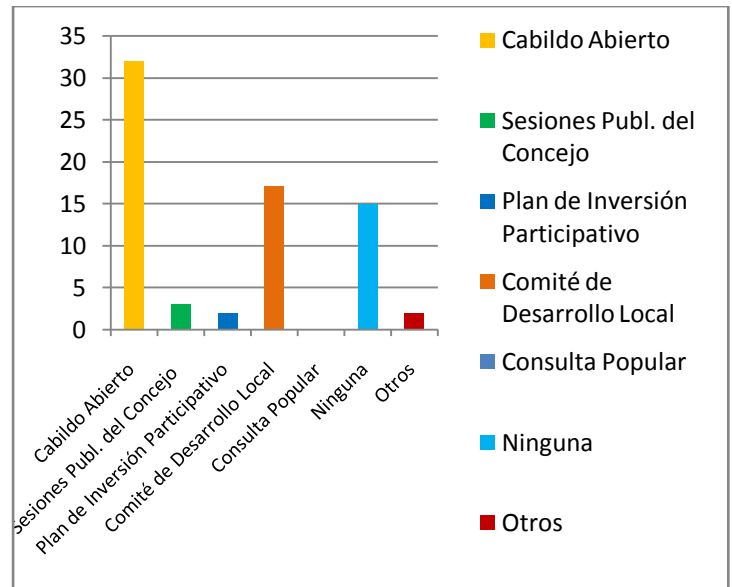 35
30
25
20
15
10
5
0
Cabildo Abierto
Sesiones Publ. del Concejo
Plan de Inversión Participativo
Comité de Desarrollo Local
Consulta Popular
Ninguna
Otros
Cabildo Abierto
Sesiones Publ. del
Concejo
Plan de Inversión
Participativo
Comité de
Desarrollo Local
Consulta Popular
Ninguna
Otros